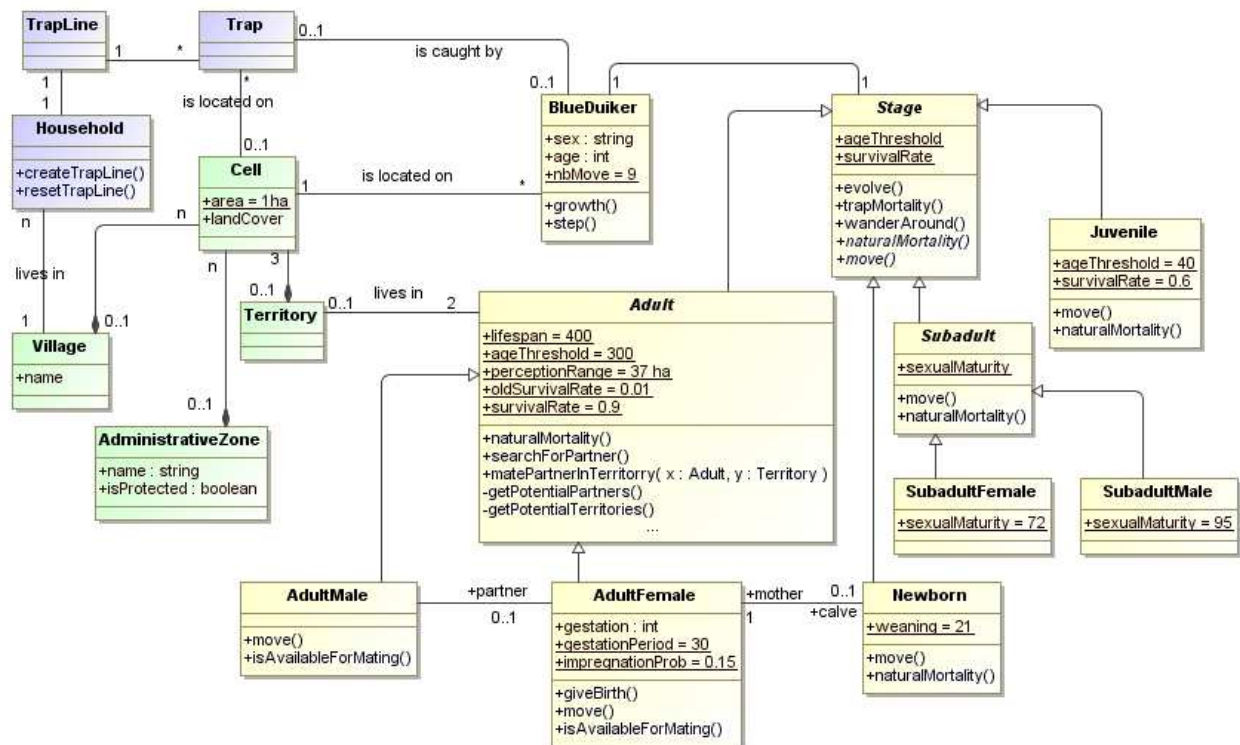 TrapLine
1
*
Trap
0..1
is caught by
0..1
1
1
1
1
*
is located on
0..1
Household
+createTrapLine()
+resetTrapLine()
n
lives in
1
BlueDuiker
+sex : string
+age : int
+nbMove = 9
+growth()
+step()
Stage
+ageThreshold
+survivalRate
+evolve()
+trapMortality()
+wanderAround()
+naturalMortality()
+move()
Cell
+area = 1ha
+landCover
1
is located on
*
n
0..1
n
0..1
3
0..1
Juvenile
+ageThreshold = 40
+survivalRate = 0.6
+move()
+naturalMortality()
Territory
0..1
lives in
2
Village
+name
AdministrativeZone
+name : string
+isProtected : boolean
Adult
+lifespan = 400
+ageThreshold = 300
+perceptionRange = 37 ha
+oldSurvivalRate = 0.01
+survivalRate = 0.9
+naturalMortality()
+searchForPartner()
+matePartnerInTerritorry( x : Adult, y : Territory )
-getPotentialPartners()
-getPotentialTerritories()
...
Subadult
+sexualMaturity
+move()
+naturalMortality()
SubadultFemale
+sexualMaturity = 72
SubadultMale
+sexualMaturity = 95
AdultMale
+move()
+isAvailableForMating()
+partner
0..1
AdultFemale
+gestation : int
+gestationPeriod = 30
+impregnationProb = 0.15
+giveBirth()
+move()
+isAvailableForMating()
+mother
1
0..1
+calve
Newborn
+weaning = 21
+move()
+naturalMortality()